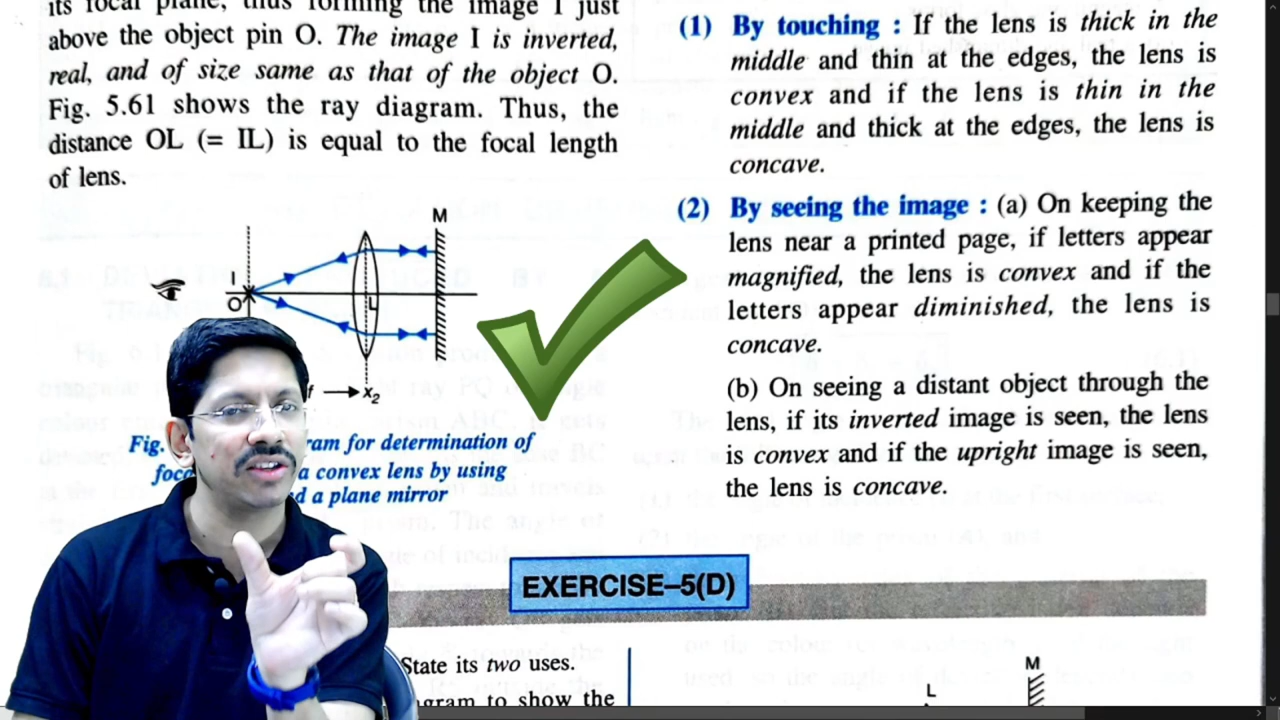 its focal plane, thus forming the image I just
above the object pin O. The image I is inverted,
real, and of size same as that of the object O.
Fig. 5.61 shows the ray diagram. Thus, the
distance OL (= IL) is equal to the focal length
of lens.
M
I
O
L
f
x2
Fig.
ram for determination of
a convex lens by using
d a plane mirror
(1) By touching : If the lens is thick in the
middle and thin at the edges, the lens is
convex and if the lens is thin in the
middle and thick at the edges, the lens is
concave.
(2) By seeing the image : (a) On keeping the
lens near a printed page, if letters appear
magnified, the lens is convex and if the
letters appear diminished, the lens is
concave.
(b) On seeing a distant object through the
lens, if its inverted image is seen, the lens
is convex and if the upright image is seen,
the lens is concave.
EXERCISE–5(D)
State its two uses.
gram to show the
M
L